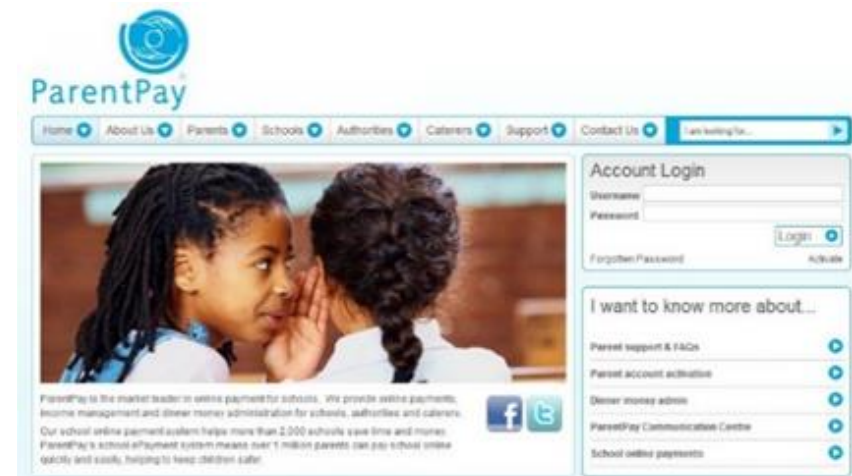 ParentPay
Home About Us Parents Schools Authorities Caterers Support Contact Us I am looking for...
Account Login
Username
Password
Login
Forgotten Password Activate
I want to know more about...
Parent support & FAQs
Parent account activation
Dinner money admin
ParentPay Communication Centre
School online payments
ParentPay is the market leader in online payment for schools. We provide online payments,
income management and dinner money administration for schools, authorities and caterers.
Our school online payment system helps more than 2,000 schools save time and money.
ParentPay's school ePayment system means over 1 million parents can pay school online
quickly and easily, helping to keep children safer.
f t